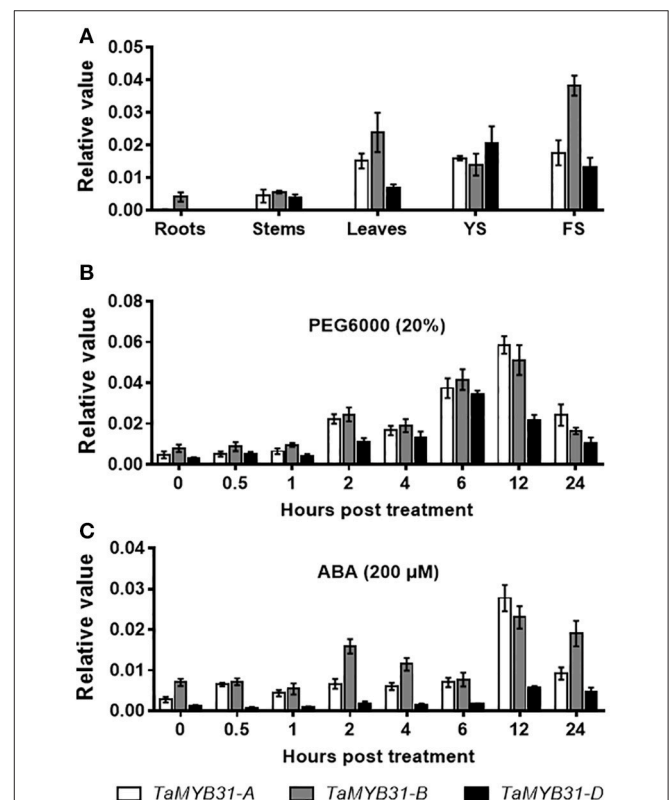 A
Relative value
0.05
0.04
0.03
0.02
0.01
0.00
Roots Stems Leaves YS FS
B
Relative value
0.08
0.06
0.04
0.02
0.00
PEG6000 (20%)
0 0.5 1 2 4 6 12 24
Hours post treatment
C
Relative value
0.04
0.03
0.02
0.01
0.00
ABA (200 µM)
0 0.5 1 2 4 6 12 24
Hours post treatment
TaMYB31-A TaMYB31-B TaMYB31-D